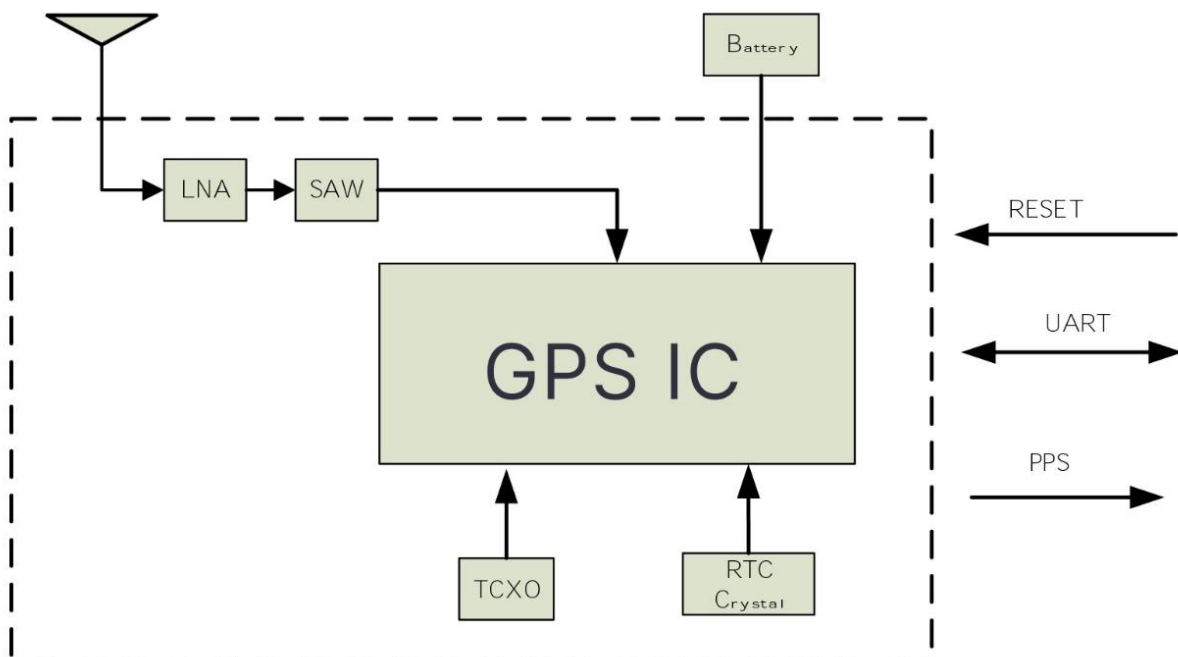 Battery
LNA
SAW
RESET
UART
GPS IC
PPS
TCXO
RTC
Crystal